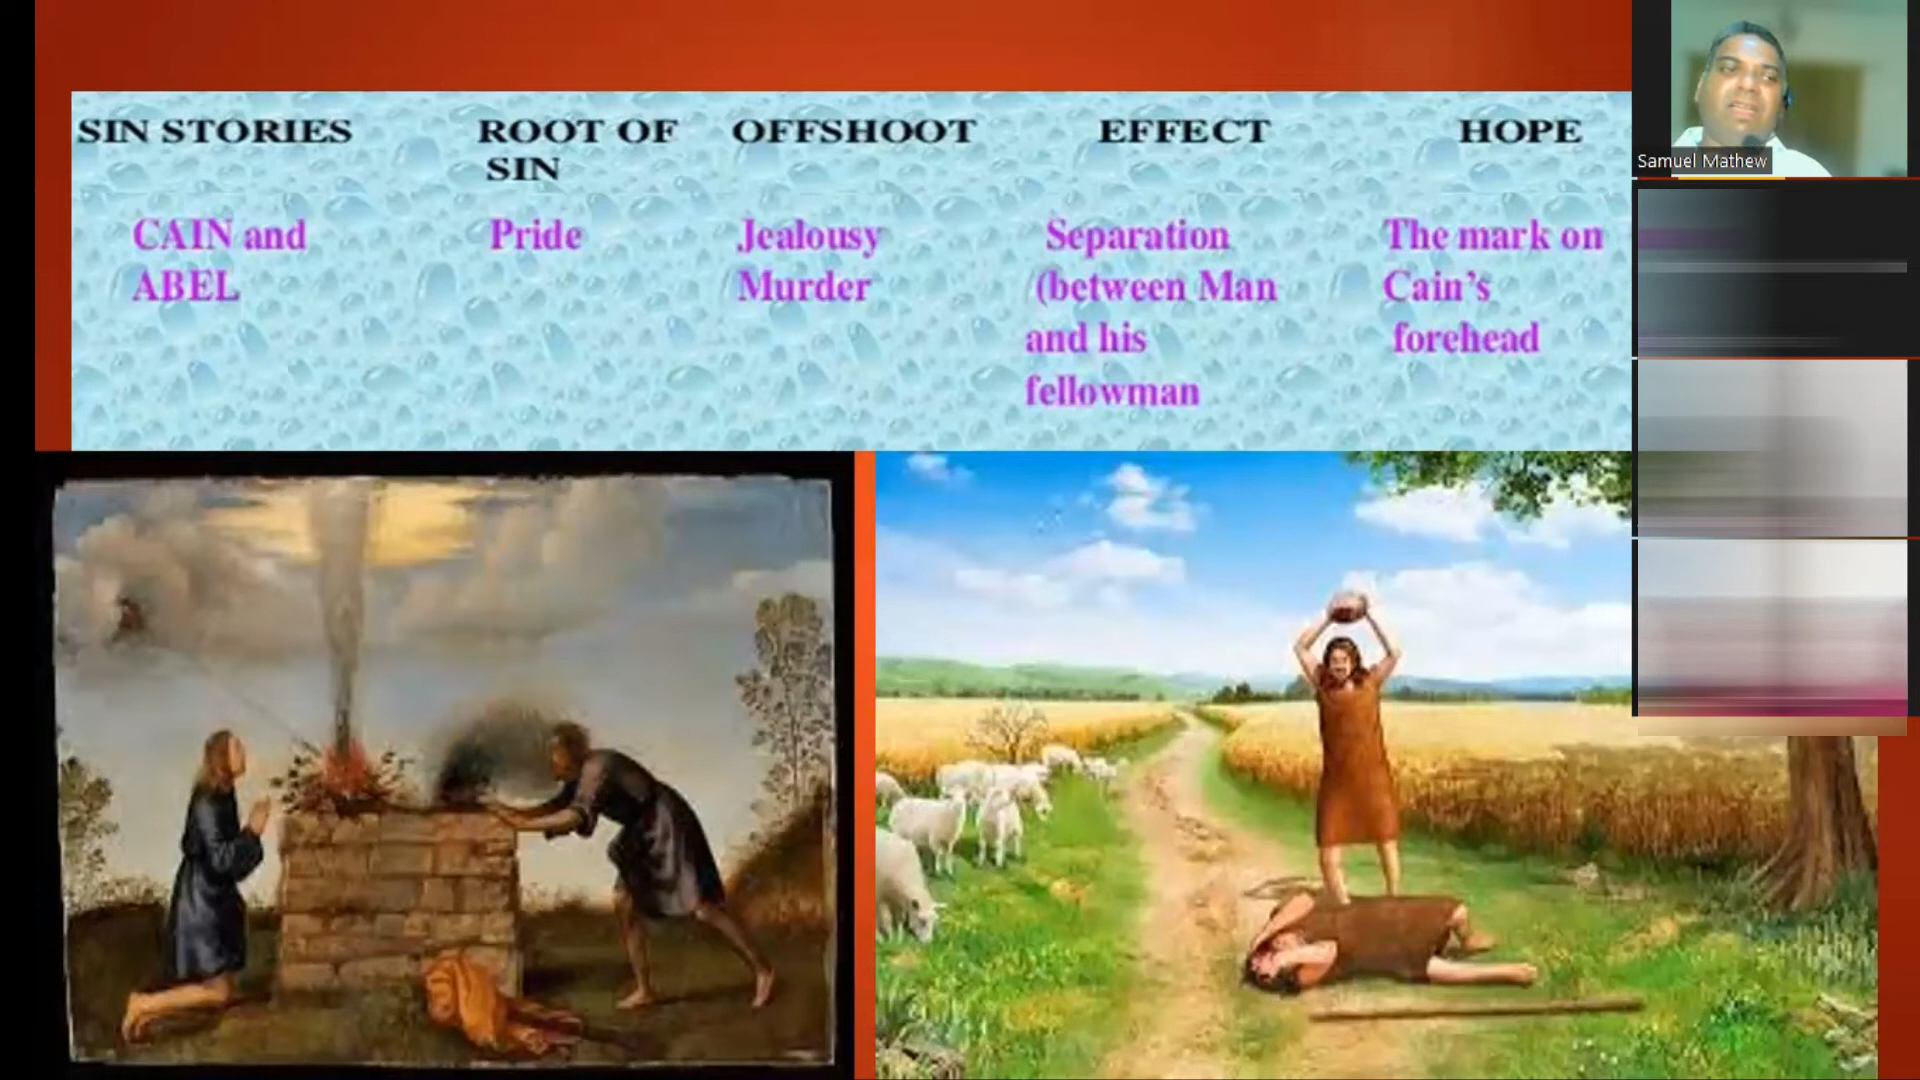 SIN STORIES ROOT OF OFFSHOOT EFFECT HOPE
SIN
CAIN and Pride Jealousy Separation The mark on
ABEL Murder (between Man Cain's
and his forehead
fellowman
Samuel Mathew